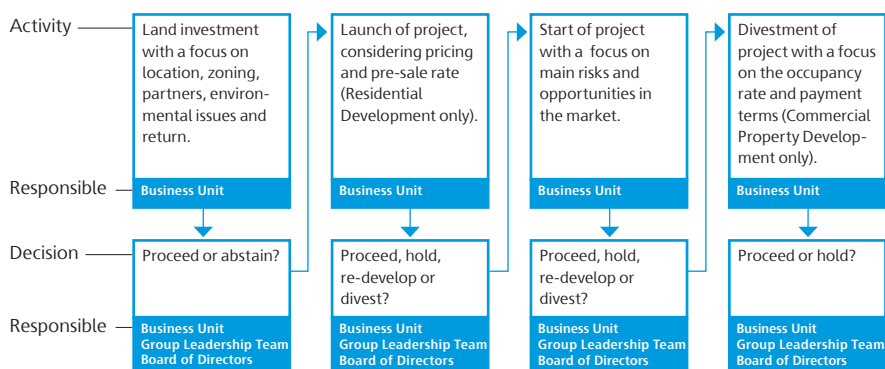 Activity
Land investment
with a focus on
location, zoning,
partners, environ-
mental issues and
return.
Launch of project,
considering pricing
and pre-sale rate
(Residential
Development only).
Start of project
with a focus on
main risks and
opportunities in
the market.
Divestment of
project with a focus
on the occupancy
rate and payment
terms (Commercial
Property Develop-
ment only).
Responsible
Business Unit
Business Unit
Business Unit
Business Unit
Decision
Proceed or abstain?
Proceed, hold,
re-develop or
divest?
Proceed, hold,
re-develop or
divest?
Proceed or hold?
Responsible
Business Unit
Group Leadership Team
Board of Directors
Business Unit
Group Leadership Team
Board of Directors
Business Unit
Group Leadership Team
Board of Directors
Business Unit
Group Leadership Team
Board of Directors